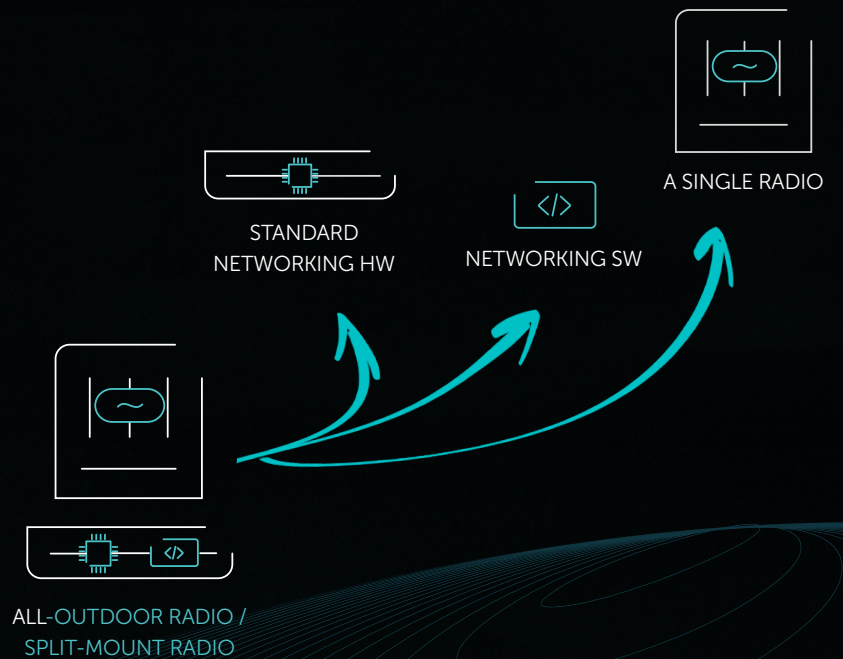 A SINGLE RADIO
STANDARD
NETWORKING HW
</>
NETWORKING SW
</>
ALL-OUTDOOR RADIO /
SPLIT-MOUNT RADIO